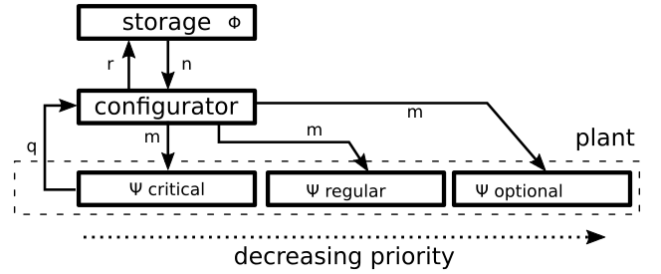 storage Φ
r
n
configurator
m
m
m
plant
q
Ψ critical
Ψ regular
Ψ optional
decreasing priority